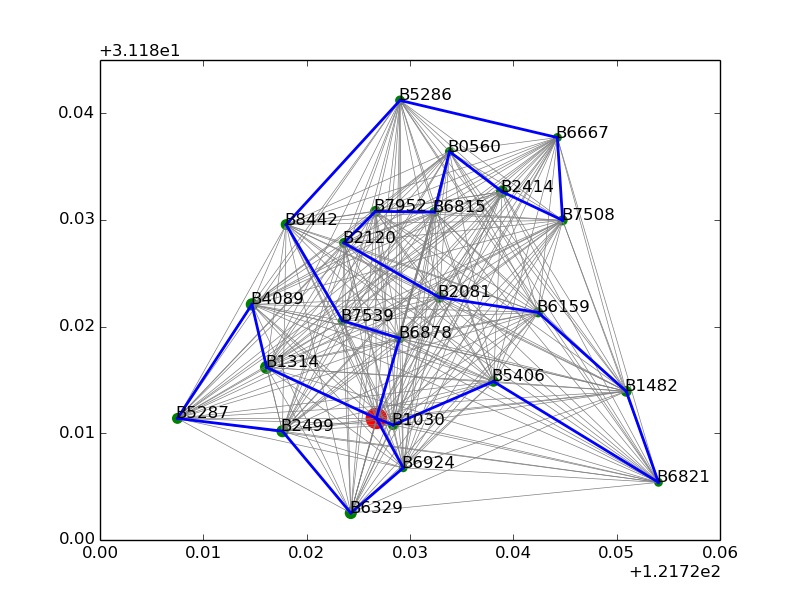 +3.118e1
B5286
B6667
0.04
B0560
B2414
B7952 B6815
B7508
0.03
B8442
B2120
B2081
B4089
B6159
B7539
0.02
B6878
B1314
B5406
B1482
B5287
B1030
B2499
0.01
B6924
B6821
B6329
0.00
0.00 0.01 0.02 0.03 0.04 0.05 0.06
+1.2172e2